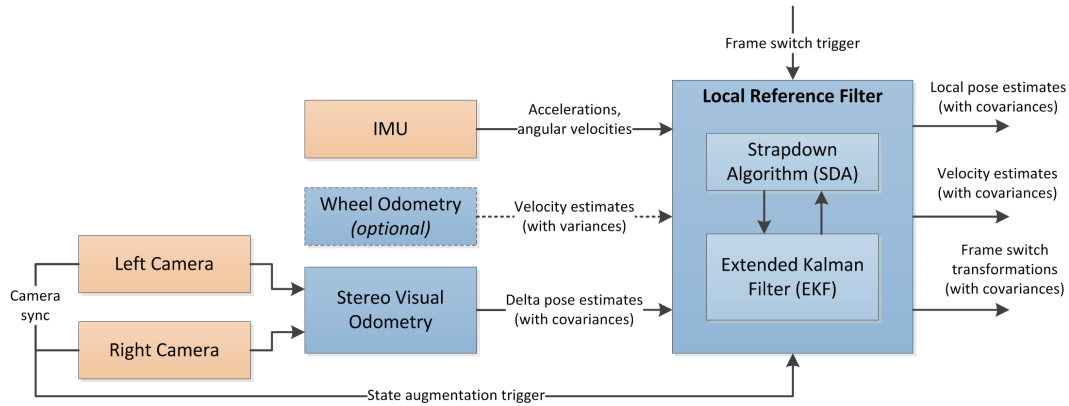 Frame switch trigger
Local Reference Filter
IMU
Accelerations,
angular velocities
Strapdown
Algorithm (SDA)
Local pose estimates
(with covariances)
Wheel Odometry
(optional)
Velocity estimates
(with variances)
Velocity estimates
(with covariances)
Left Camera
Camera
sync
Right Camera
Stereo Visual
Odometry
Delta pose estimates
(with covariances)
Extended Kalman
Filter (EKF)
Frame switch
transformations
(with covariances)
State augmentation trigger